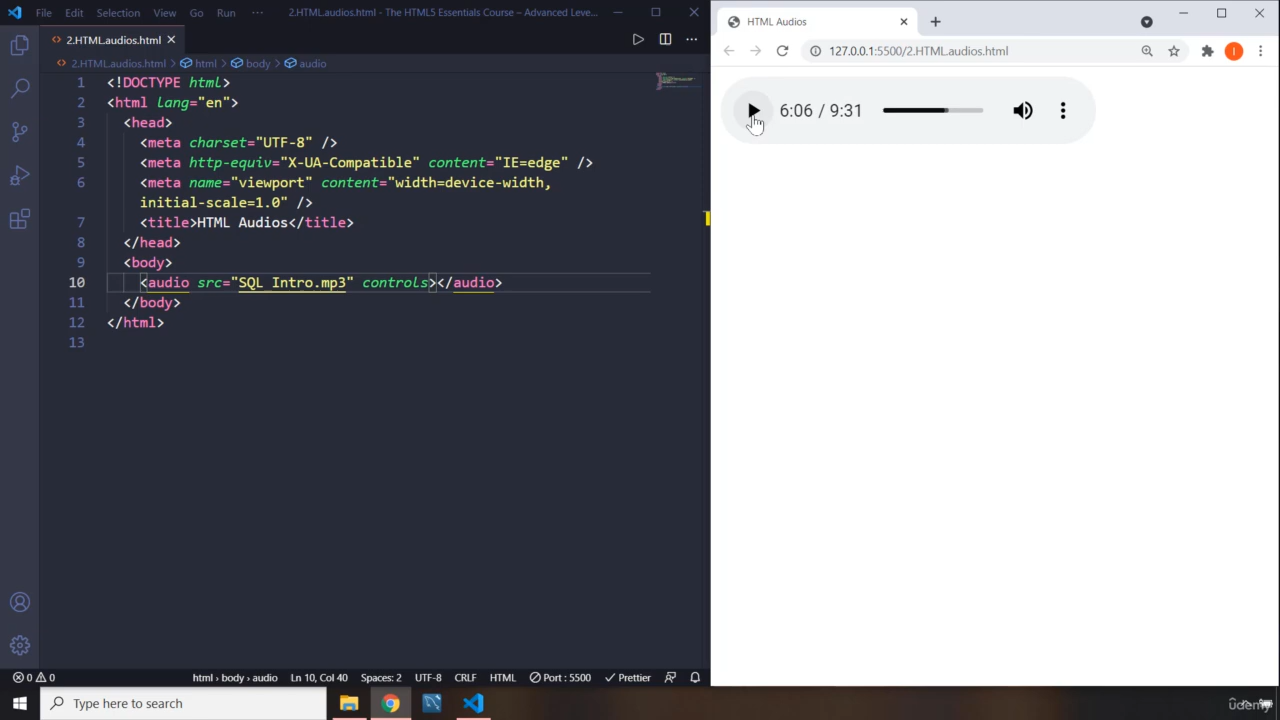 File Edit Selection View Go Run ··· 2.HTML.audios.html - The HTML5 Essentials Course – Advanced Leve...
2.HTML.audios.html
2.HTML.audios.html > html > body > audio
1 <!DOCTYPE html>
2 <html lang="en">
3 <head>
4 <meta charset="UTF-8" />
5 <meta http-equiv="X-UA-Compatible" content="IE=edge" />
6 <meta name="viewport" content="width=device-width,
initial-scale=1.0" />
7 <title>HTML Audios</title>
8 </head>
9 <body>
10 <audio src="SQL_Intro.mp3" controls></audio>
11 </body>
12 </html>
13
0 0 html › body › audio Ln 10, Col 40 Spaces: 2 UTF-8 CRLF HTML Port : 5500 Prettier
HTML Audios
I
127.0.0.1:5500/2.HTML.audios.html
6:06 / 9:31
Type here to search
udemy